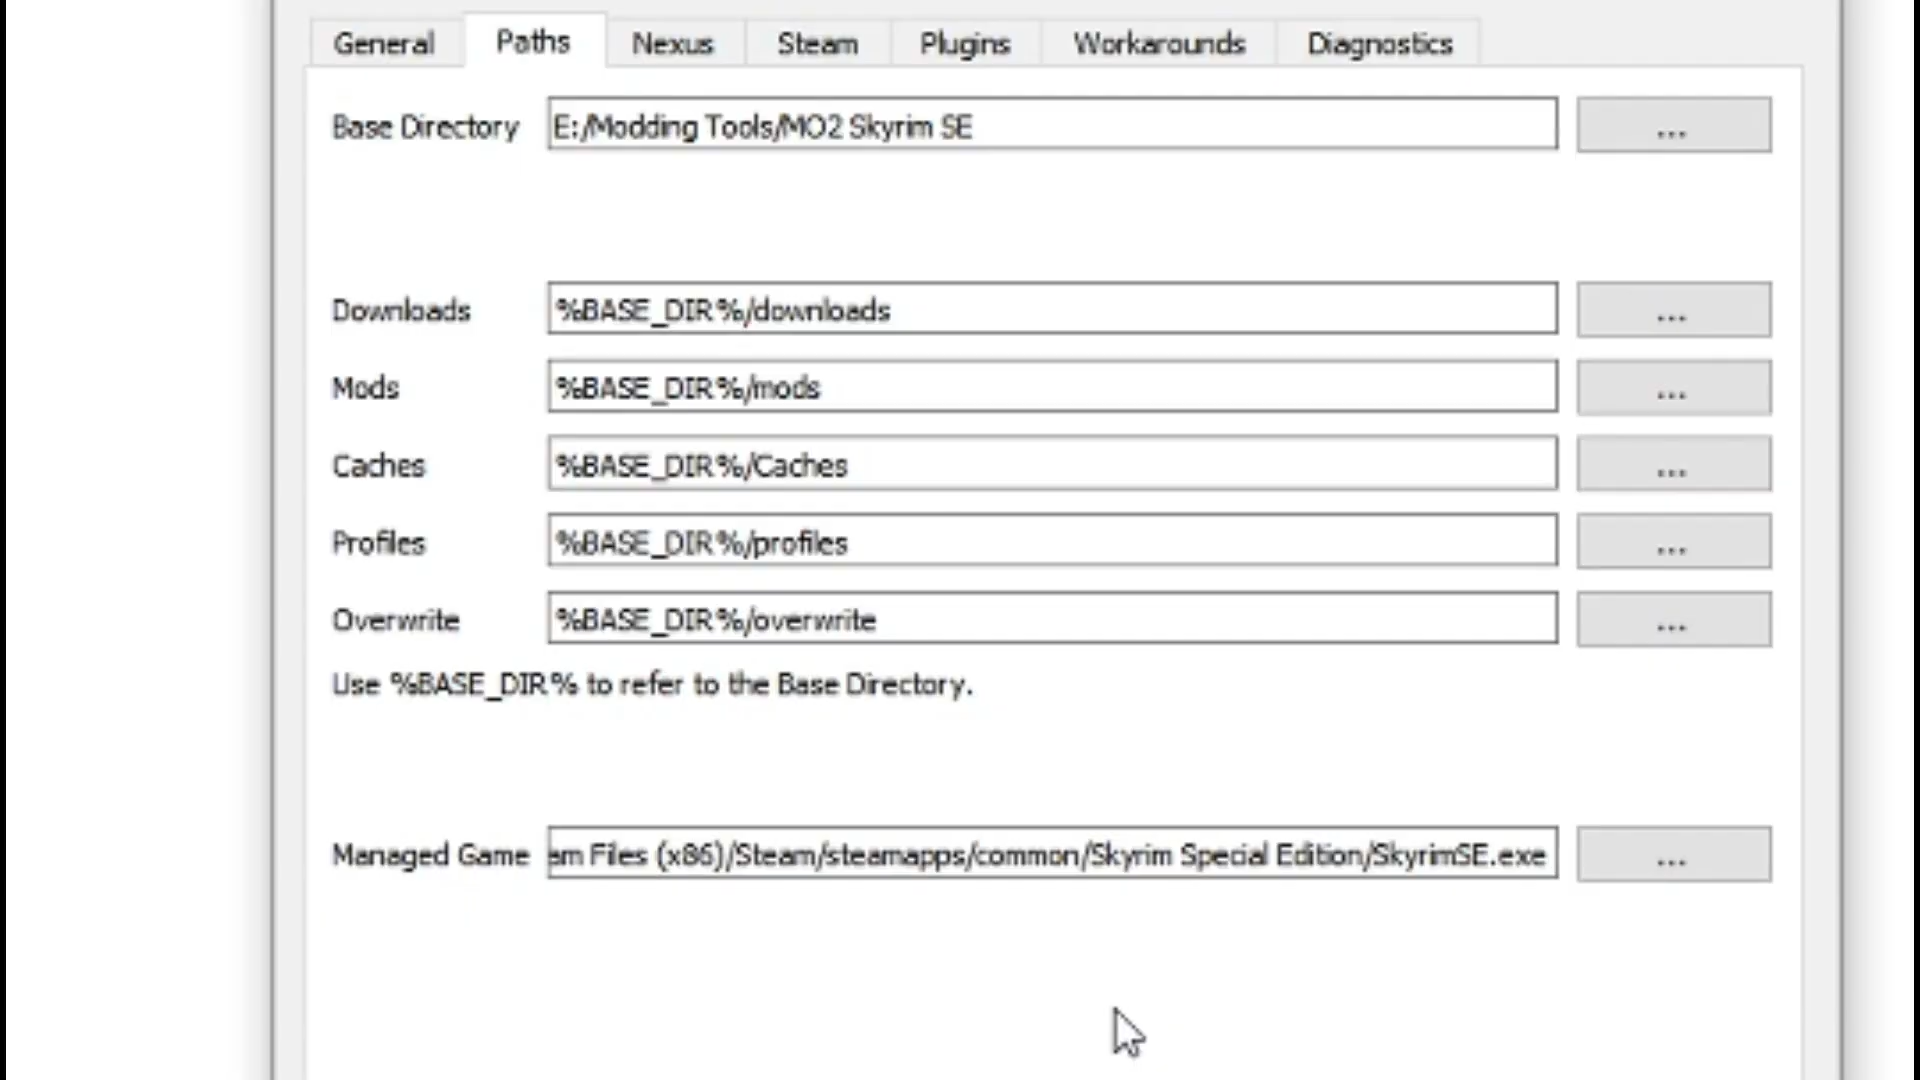 General Paths Nexus Steam Plugins Workarounds Diagnostics
Base Directory E:/Modding Tools/MO2 Skyrim SE ...
Downloads %BASE_DIR%/downloads ...
Mods %BASE_DIR%/mods ...
Caches %BASE_DIR%/Caches ...
Profiles %BASE_DIR%/profiles ...
Overwrite %BASE_DIR%/overwrite ...
Use %BASE_DIR% to refer to the Base Directory.
Managed Game am Files (x86)/Steam/steamapps/common/Skyrim Special Edition/SkyrimSE.exe ...